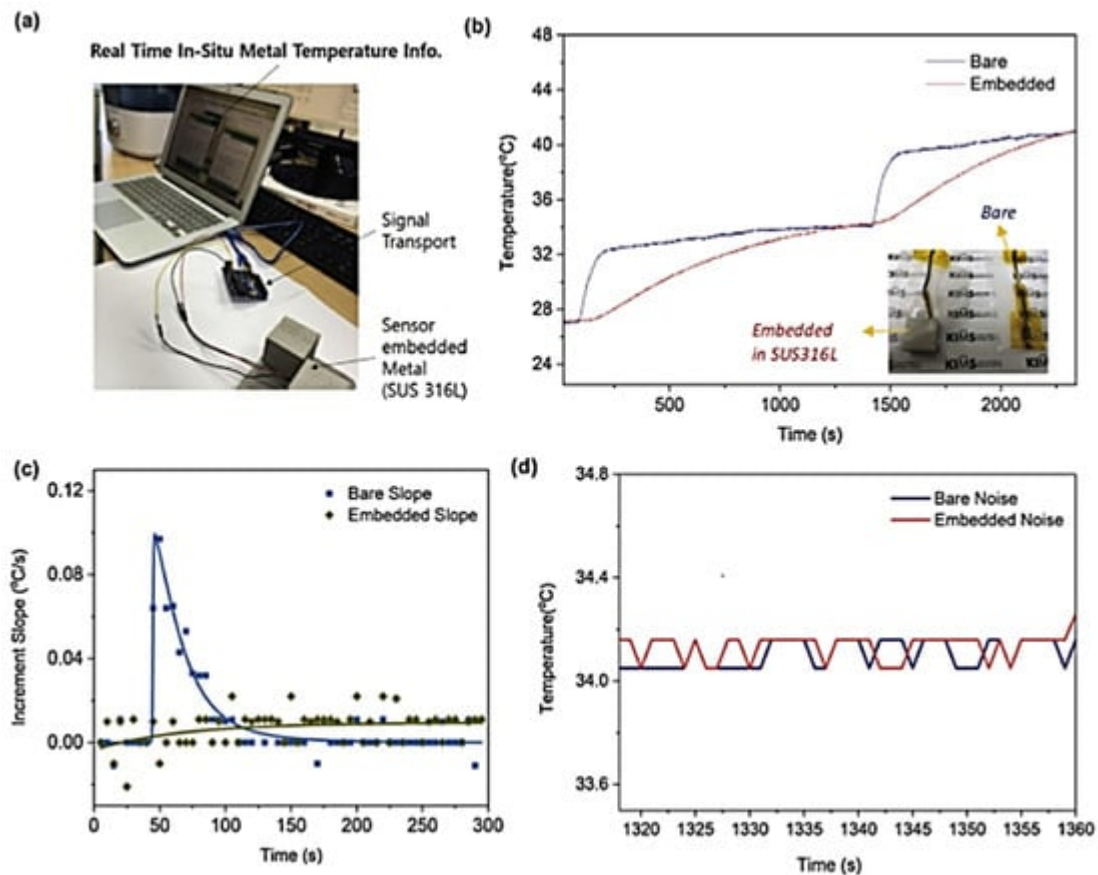 (a)
Real Time In-Situ Metal Temperature Info.
Signal
Transport
Sensor
embedded
Metal
(SUS 316L)
(b)
48
44
40
36
32
28
24
Temperature(°C)
Bare
Embedded
Bare
Embedded
in SUS316L
500
1000
1500
2000
Time (s)
(c)
0.12
0.08
0.04
0.00
Increment Slope (°C/s)
Bare Slope
Embedded Slope
0
50
100
150
200
250
300
Time (s)
(d)
34.8
34.4
34.0
33.6
Temperature(°C)
Bare Noise
Embedded Noise
1320
1325
1330
1335
1340
1345
1350
1355
1360
Time (s)